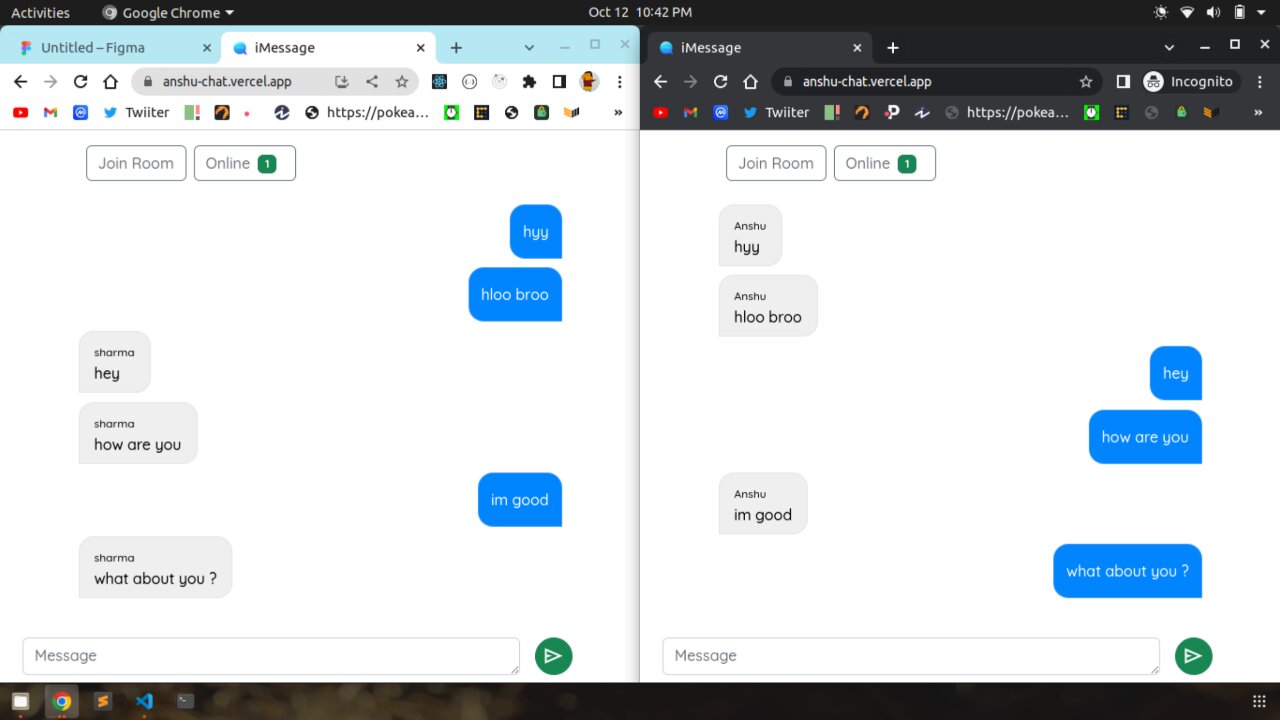 Activities Google Chrome Oct 12 10:42 PM
Untitled – Figma iMessage
anshu-chat.vercel.app
Twiiter https://pokea…
Join Room Online 1
hyy
hloo broo
sharma
hey
sharma
how are you
im good
sharma
what about you ?
Message
iMessage
anshu-chat.vercel.app Incognito
Twiiter https://pokea…
Join Room Online 1
Anshu
hyy
Anshu
hloo broo
hey
how are you
Anshu
im good
what about you ?
Message